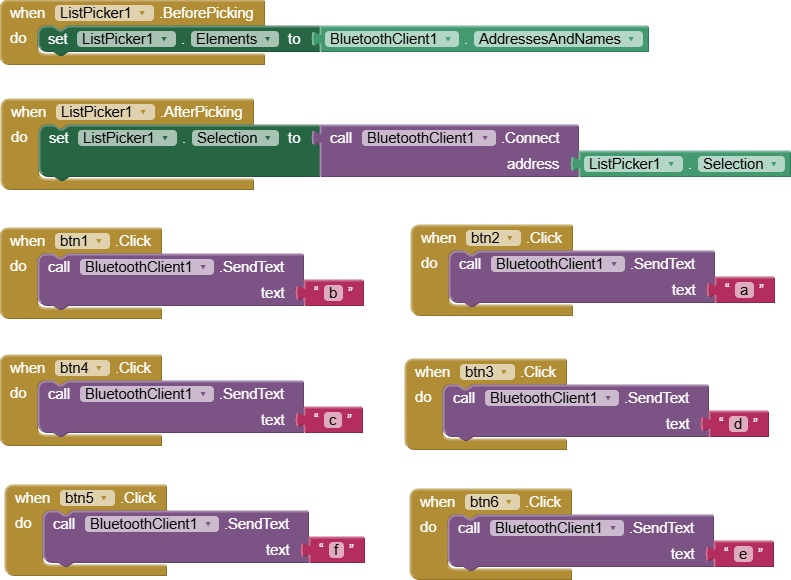 when ListPicker1 .BeforePicking
do set ListPicker1 . Elements to BluetoothClient1 . AddressesAndNames
when ListPicker1 .AfterPicking
do set ListPicker1 . Selection to call BluetoothClient1 .Connect
address ListPicker1 . Selection
when btn1 .Click
do call BluetoothClient1 .SendText
text “ b ”
when btn2 .Click
do call BluetoothClient1 .SendText
text “ a ”
when btn4 .Click
do call BluetoothClient1 .SendText
text “ c ”
when btn3 .Click
do call BluetoothClient1 .SendText
text “ d ”
when btn5 .Click
do call BluetoothClient1 .SendText
text “ f ”
when btn6 .Click
do call BluetoothClient1 .SendText
text “ e ”